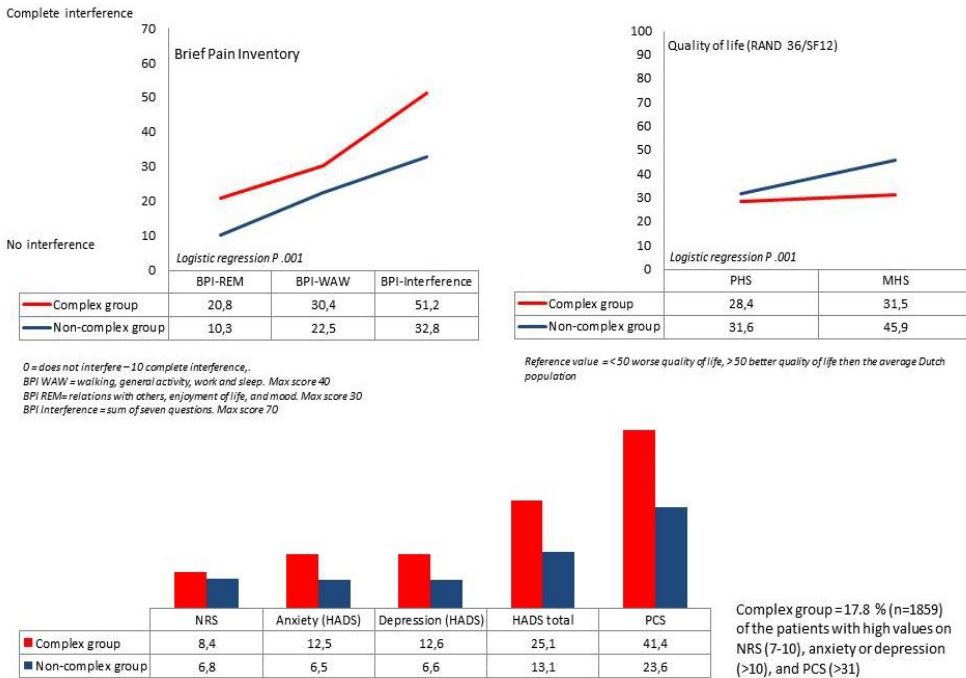 Complete interference
70
60
50
40
30
20
10
0
Brief Pain Inventory
No interference
Logistic regression P .001
BPI-REM BPI-WAW BPI-Interference
Complex group 20,8 30,4 51,2
Non-complex group 10,3 22,5 32,8
0 = does not interfere – 10 complete interference,.
BPI WAW = walking, general activity, work and sleep. Max score 40
BPI REM= relations with others, enjoyment of life, and mood. Max score 30
BPI Interference = sum of seven questions. Max score 70
100
90
80
70
60
50
40
30
20
10
0
Quality of life (RAND 36/SF12)
Logistic regression P .001
PHS MHS
Complex group 28,4 31,5
Non-complex group 31,6 45,9
Reference value = < 50 worse quality of life, > 50 better quality of life then the average Dutch
population
NRS Anxiety (HADS) Depression (HADS) HADS total PCS
Complex group 8,4 12,5 12,6 25,1 41,4
Non-complex group 6,8 6,5 6,6 13,1 23,6
Complex group = 17.8 % (n=1859)
of the patients with high values on
NRS (7-10), anxiety or depression
(>10), and PCS (>31)